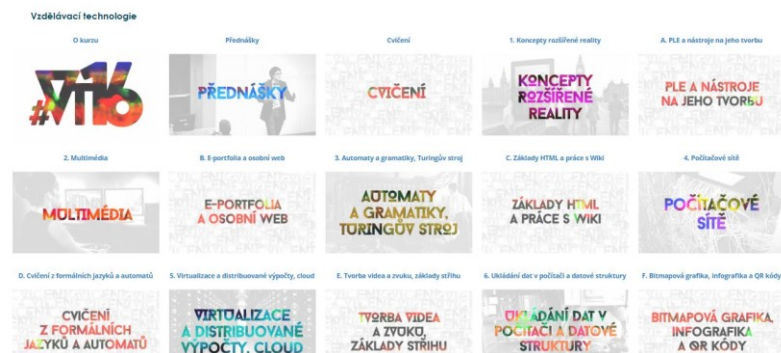 Vzdělávací technologie
O kurzu
Přednášky
Cvičení
1. Koncepty rozšířené reality
A. PLE a nástroje na jeho tvorbu
#VT16
PŘEDNÁŠKY
CVIČENÍ
KONCEPTY
ROZŠÍŘENÉ
REALITY
PLE A NÁSTROJE
NA JEHO TVORBU
2. Multimédia
B. E-portfolia a osobní web
3. Automaty a gramatiky, Turingův stroj
C. Základy HTML a práce s Wiki
4. Počítačové sítě
MULTIMÉDIA
E-PORTFOLIA
A OSOBNÍ WEB
AUTOMATY
A GRAMATIKY,
TURINGŮV STROJ
ZÁKLADY HTML
A PRÁCE S WIKI
POČÍTAČOVÉ
SÍTĚ
D. Cvičení z formálních jazyků a automatů
5. Virtualizace a distribuované výpočty, cloud
E. Tvorba videa a zvuku, základy střihu
6. Ukládání dat v počítači a datové struktury
F. Bitmapová grafika, infografika a QR kódy
CVIČENÍ
Z FORMÁLNÍCH
JAZYKŮ A AUTOMATŮ
VIRTUALIZACE
A DISTRIBUOVANÉ
VÝPOČTY, CLOUD
TVORBA VIDEA
A ZVUKU,
ZÁKLADY STŘIHU
UKLÁDÁNÍ DAT V
POČÍTAČI A DATOVÉ
STRUKTURY
BITMAPOVÁ GRAFIKA,
INFOGRAFIKA
A QR KÓDY